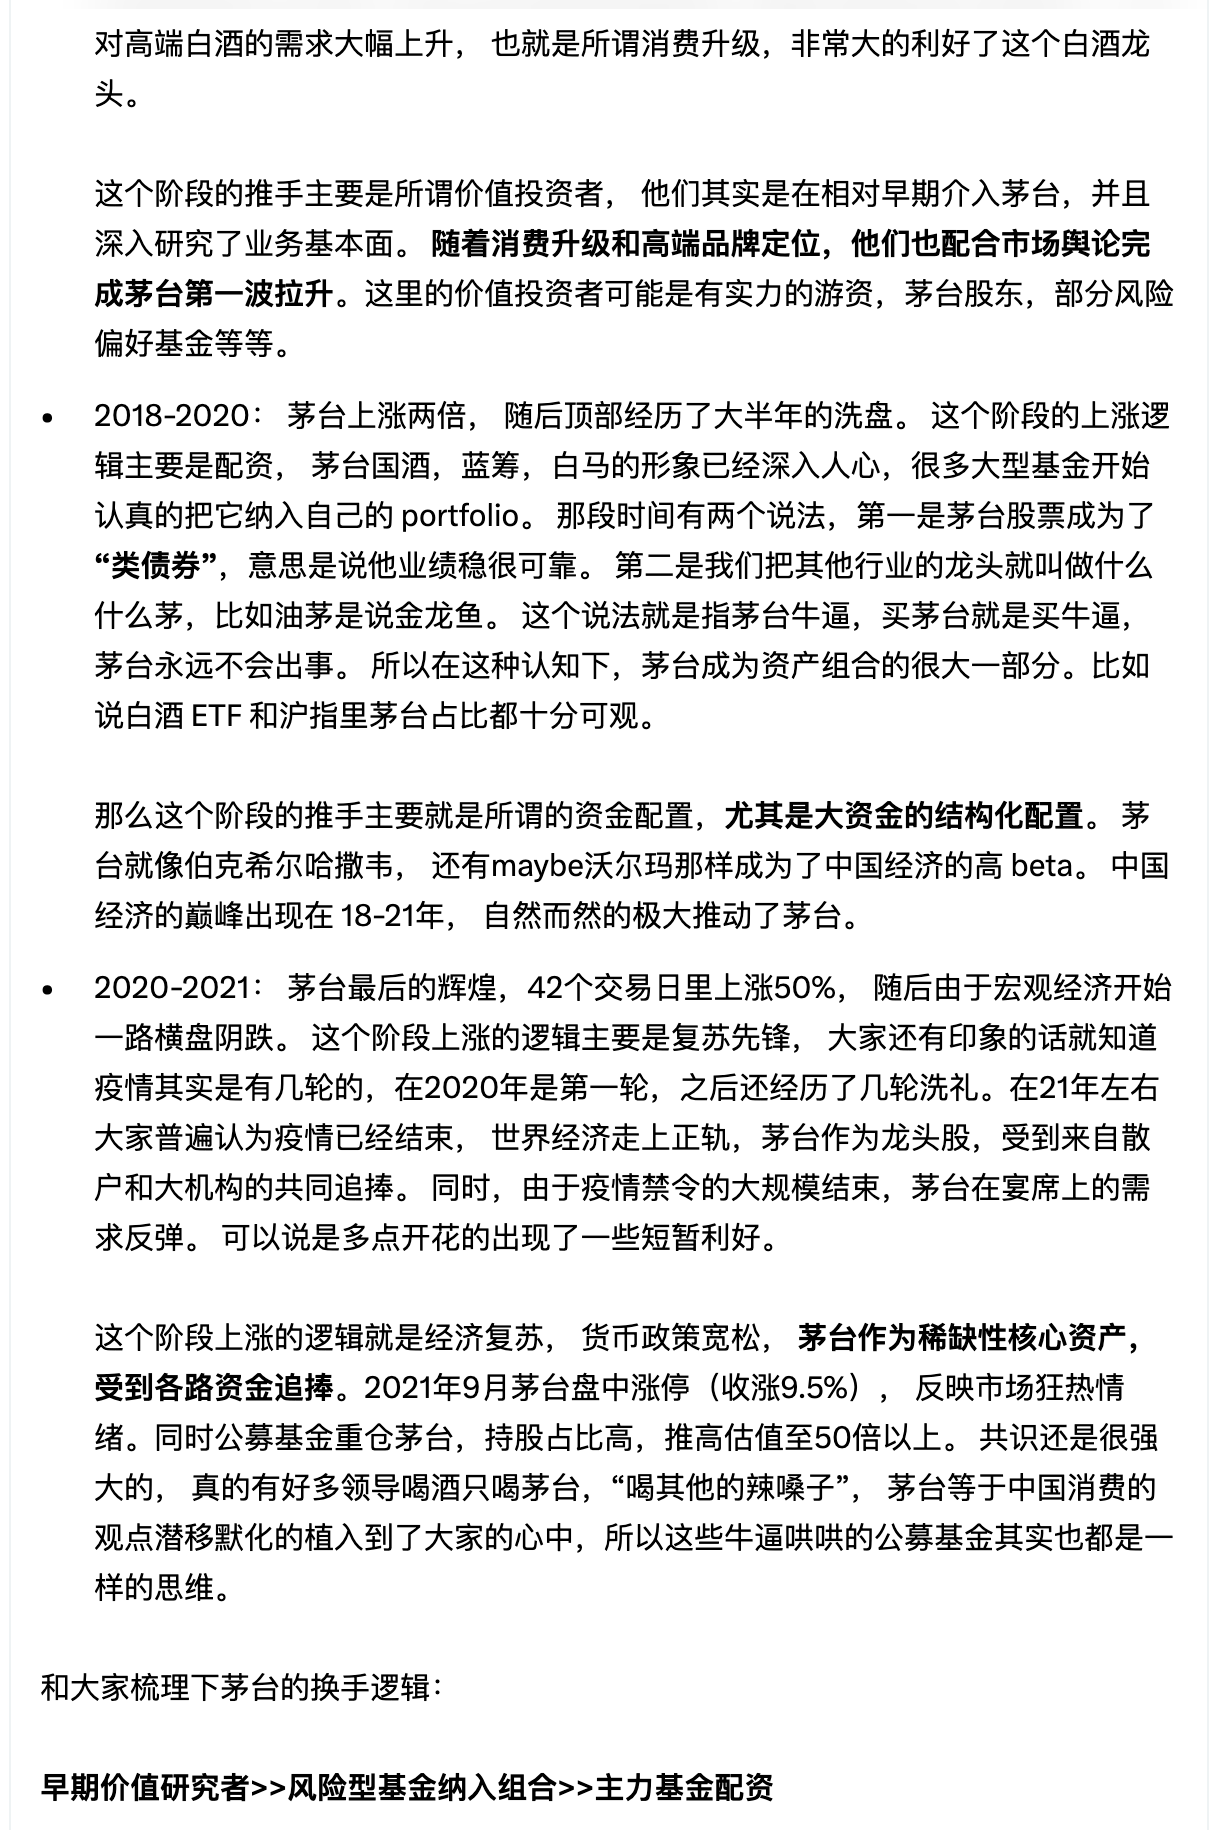 对高端白酒的需求大幅上升， 也就是所谓消费升级，非常大的利好了这个白酒龙
头。
这个阶段的推手主要是所谓价值投资者， 他们其实是在相对早期介入茅台，并且
深入研究了业务基本面。 随着消费升级和高端品牌定位，他们也配合市场舆论完
成茅台第一波拉升。这里的价值投资者可能是有实力的游资，茅台股东，部分风险
偏好基金等等。
• 2018-2020： 茅台上涨两倍， 随后顶部经历了大半年的洗盘。 这个阶段的上涨逻
辑主要是配资， 茅台国酒，蓝筹，白马的形象已经深入人心，很多大型基金开始
认真的把它纳入自己的 portfolio。 那段时间有两个说法，第一是茅台股票成为了
“类债券”，意思是说他业绩稳很可靠。 第二是我们把其他行业的龙头就叫做什么
什么茅，比如油茅是说金龙鱼。 这个说法就是指茅台牛逼，买茅台就是买牛逼，
茅台永远不会出事。 所以在这种认知下，茅台成为资产组合的很大一部分。比如
说白酒 ETF 和沪指里茅台占比都十分可观。
那么这个阶段的推手主要就是所谓的资金配置，尤其是大资金的结构化配置。 茅
台就像伯克希尔哈撒韦， 还有maybe沃尔玛那样成为了中国经济的高 beta。 中国
经济的巅峰出现在 18-21年， 自然而然的极大推动了茅台。
• 2020-2021： 茅台最后的辉煌，42个交易日里上涨50%， 随后由于宏观经济开始
一路横盘阴跌。 这个阶段上涨的逻辑主要是复苏先锋， 大家还有印象的话就知道
疫情其实是有几轮的，在2020年是第一轮，之后还经历了几轮洗礼。在21年左右
大家普遍认为疫情已经结束， 世界经济走上正轨，茅台作为龙头股，受到来自散
户和大机构的共同追捧。 同时，由于疫情禁令的大规模结束，茅台在宴席上的需
求反弹。 可以说是多点开花的出现了一些短暂利好。
这个阶段上涨的逻辑就是经济复苏， 货币政策宽松， 茅台作为稀缺性核心资产，
受到各路资金追捧。2021年9月茅台盘中涨停（收涨9.5%）， 反映市场狂热情
绪。同时公募基金重仓茅台，持股占比高，推高估值至50倍以上。 共识还是很强
大的， 真的有好多领导喝酒只喝茅台，“喝其他的辣嗓子”， 茅台等于中国消费的
观点潜移默化的植入到了大家的心中，所以这些牛逼哄哄的公募基金其实也都是一
样的思维。
和大家梳理下茅台的换手逻辑：
早期价值研究者>>风险型基金纳入组合>>主力基金配资